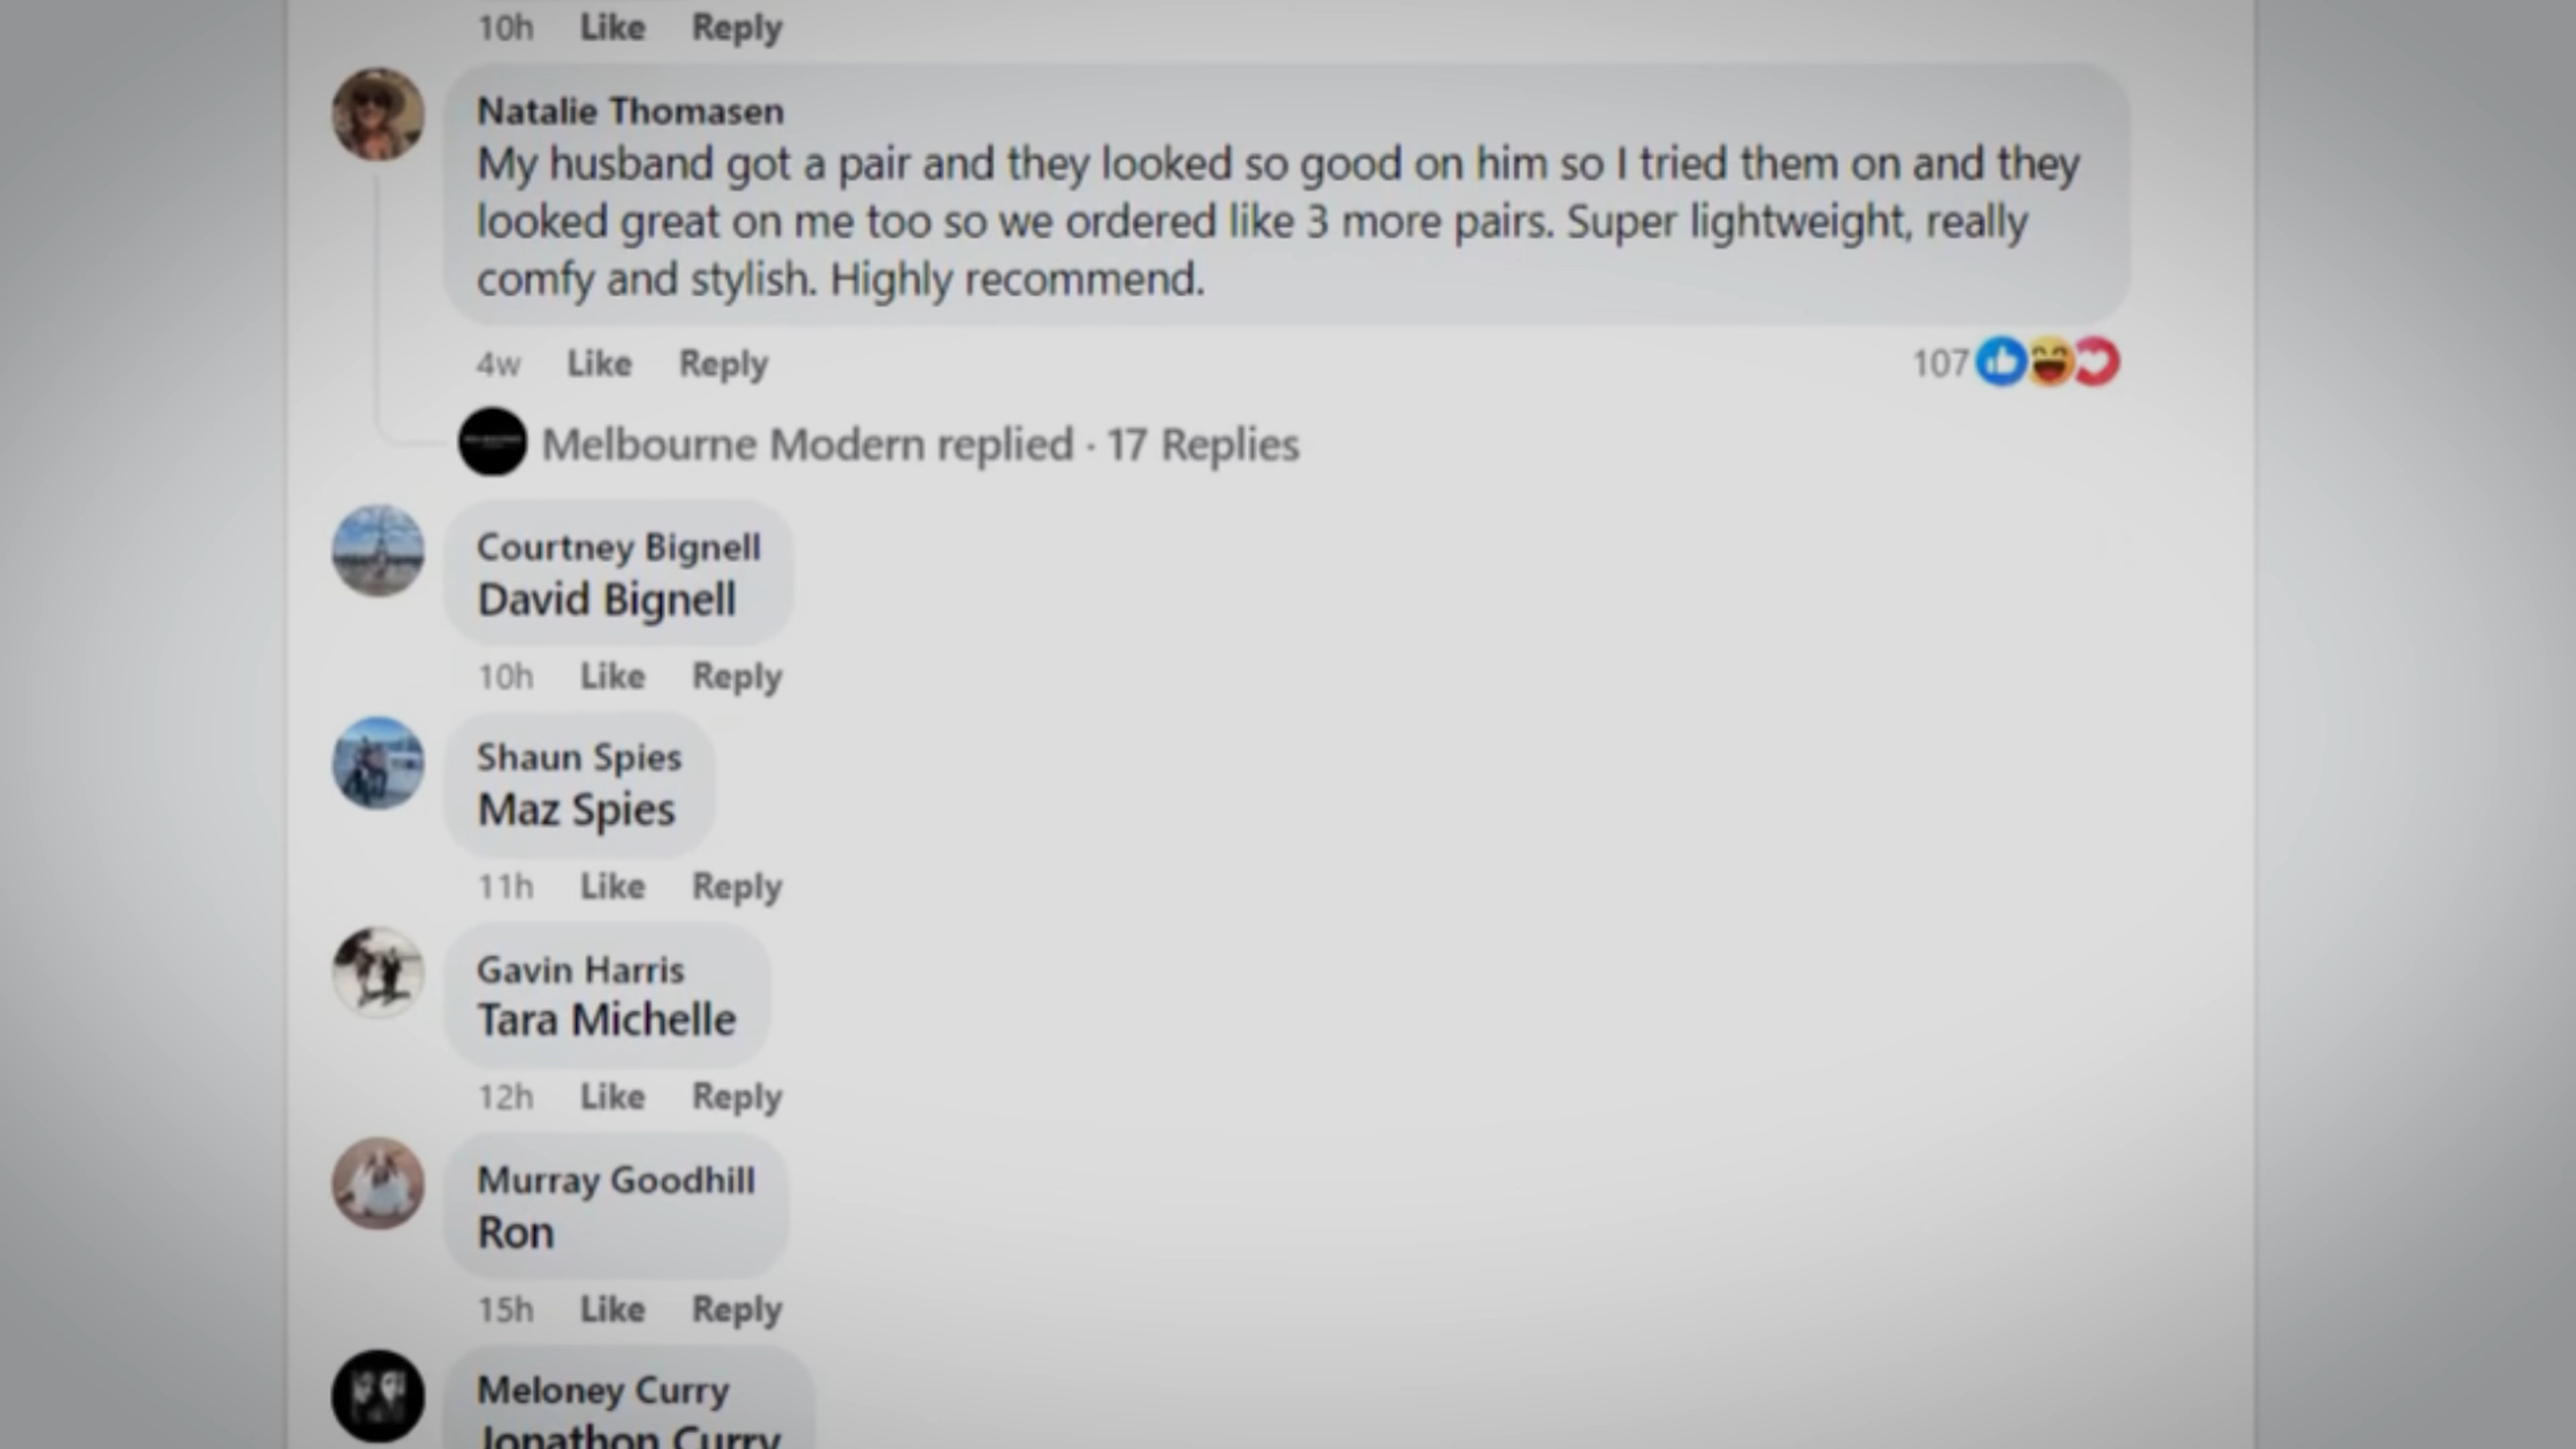 10h Like Reply
Natalie Thomasen
My husband got a pair and they looked so good on him so I tried them on and they
looked great on me too so we ordered like 3 more pairs. Super lightweight, really
comfy and stylish. Highly recommend.
4w Like Reply 107
Melbourne Modern replied · 17 Replies
Courtney Bignell
David Bignell
10h Like Reply
Shaun Spies
Maz Spies
11h Like Reply
Gavin Harris
Tara Michelle
12h Like Reply
Murray Goodhill
Ron
15h Like Reply
Meloney Curry
Jonathon Curry